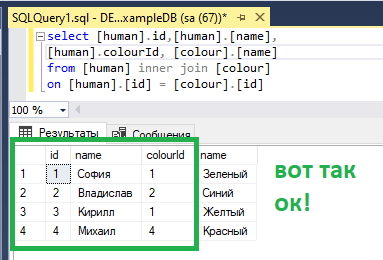 SQLQuery1.sql - DE...xampleDB (sa (67))*
select [human].id,[human].[name],
[human].colourId, [colour].[name]
from [human] inner join [colour]
on [human].[id] = [colour].[id]
100 %
Результаты Сообщения
id name colourId name
1 1 София 1 Зеленый
2 2 Владислав 2 Синий
3 3 Кирилл 1 Желтый
4 4 Михаил 4 Красный
вот так
ок!